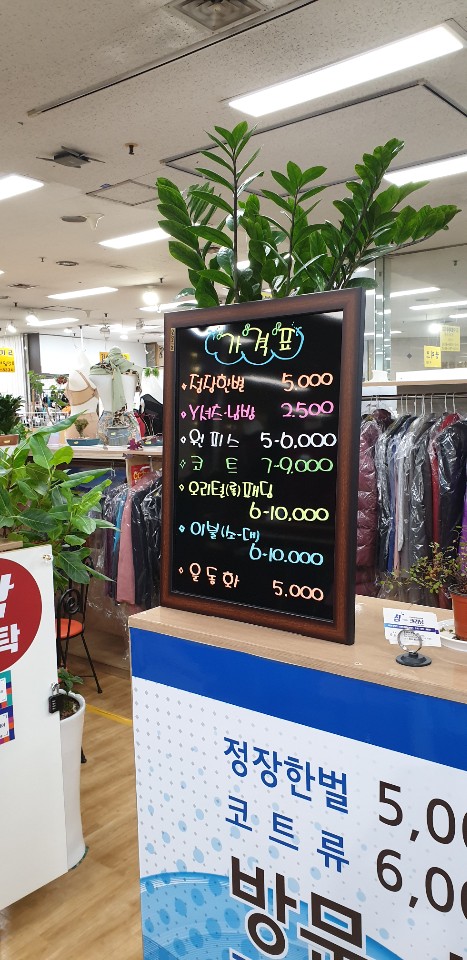 가격표
정장한벌 5,000
Y셔츠-남방 2500
원피스 5-6,000
코트 7-9,000
오리털(롱)패딩
6-10,000
이불(소-대)
6-10,000
운동화 5.000
탁
정장한벌 5,00
코트류 6,00
방문